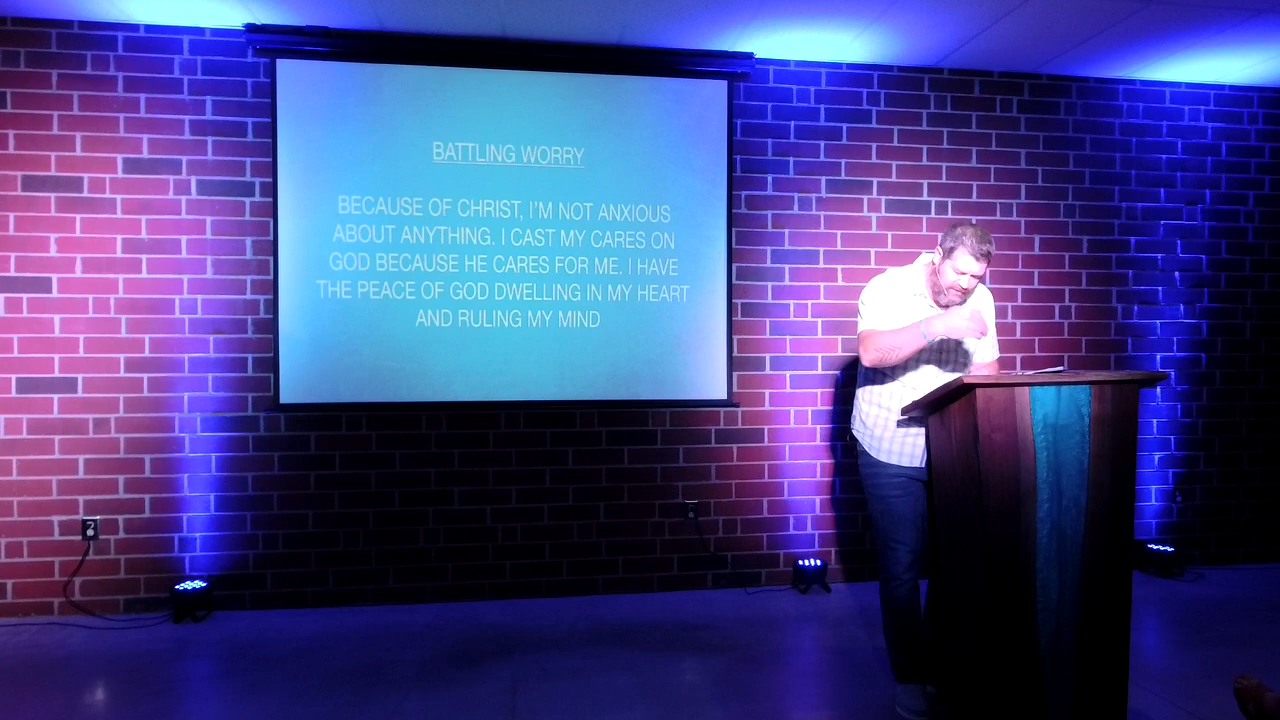 BATTLING WORRY
BECAUSE OF CHRIST, I'M NOT ANXIOUS
ABOUT ANYTHING. I CAST MY CARES ON
GOD BECAUSE HE CARES FOR ME. I HAVE
THE PEACE OF GOD DWELLING IN MY HEART
AND RULING MY MIND